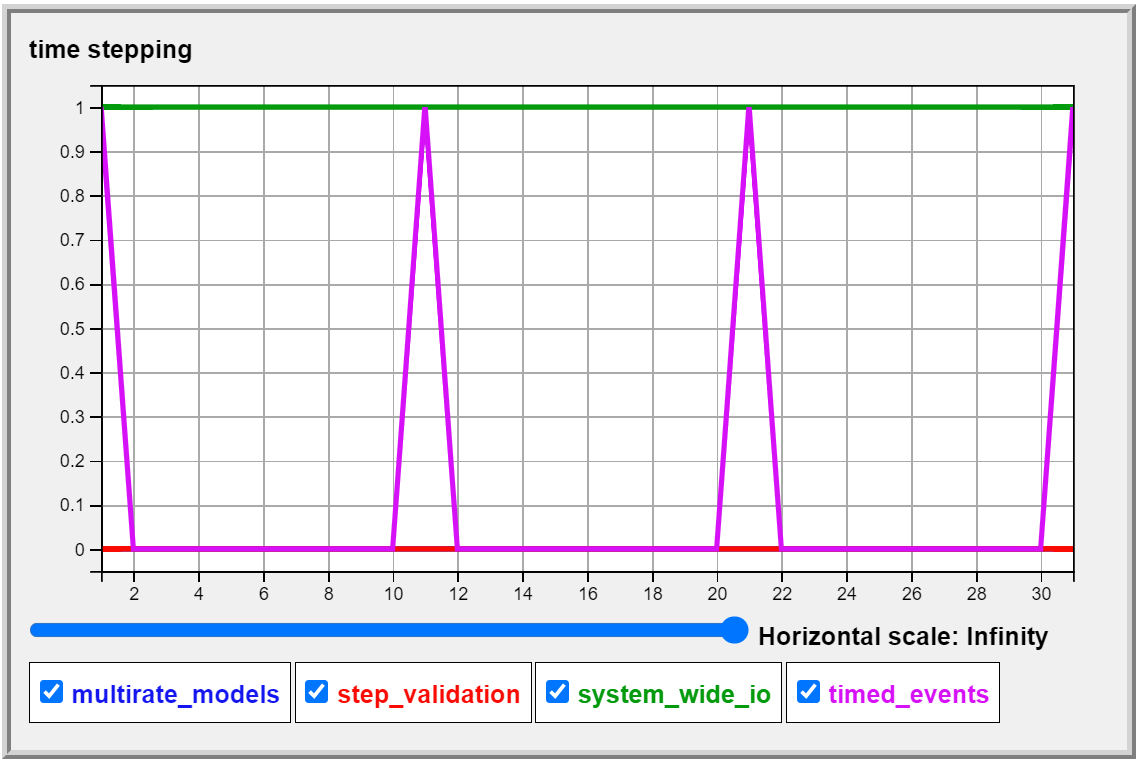 time stepping
1
0.9
0.8
0.7
0.6
0.5
0.4
0.3
0.2
0.1
0
2 4 6 8 10 12 14 16 18 20 22 24 26 28 30
Horizontal scale: Infinity
multirate_models step_validation system_wide_io timed_events